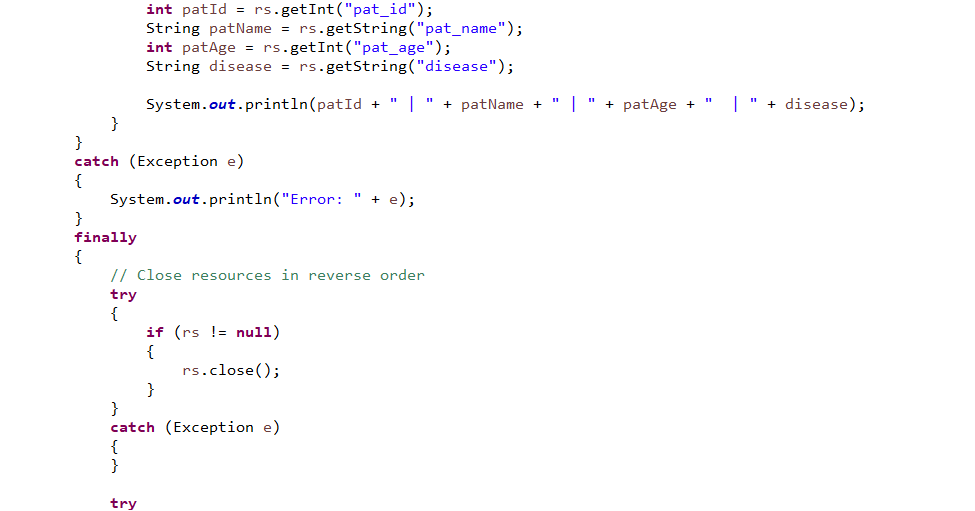 int patId = rs.getInt("pat_id");
String patName = rs.getString("pat_name");
int patAge = rs.getInt("pat_age");
String disease = rs.getString("disease");
System.out.println(patId + " | " + patName + " | " + patAge + "  | " + disease);
}
}
catch (Exception e)
{
System.out.println("Error: " + e);
}
finally
{
// Close resources in reverse order
try
{
if (rs != null)
{
rs.close();
}
}
catch (Exception e)
{
}
try